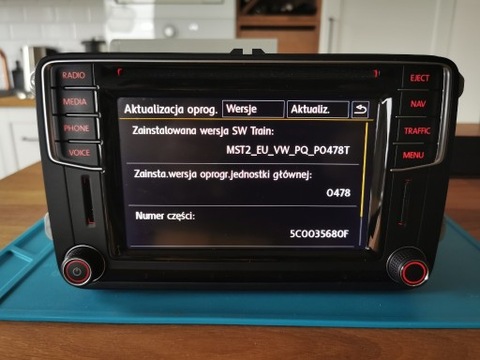 RADIO
MEDIA
PHONE
VOICE
Aktualizacja oprog.
Wersje
Aktualiz.
Zainstalowana wersja SW Train:
MST2_EU_VW_PQ_P0478T
Zainsta.wersja oprogr.jednostki głównej:
0478
Numer części:
5C0035680F
EJECT
NAV
TRAFFIC
MENU